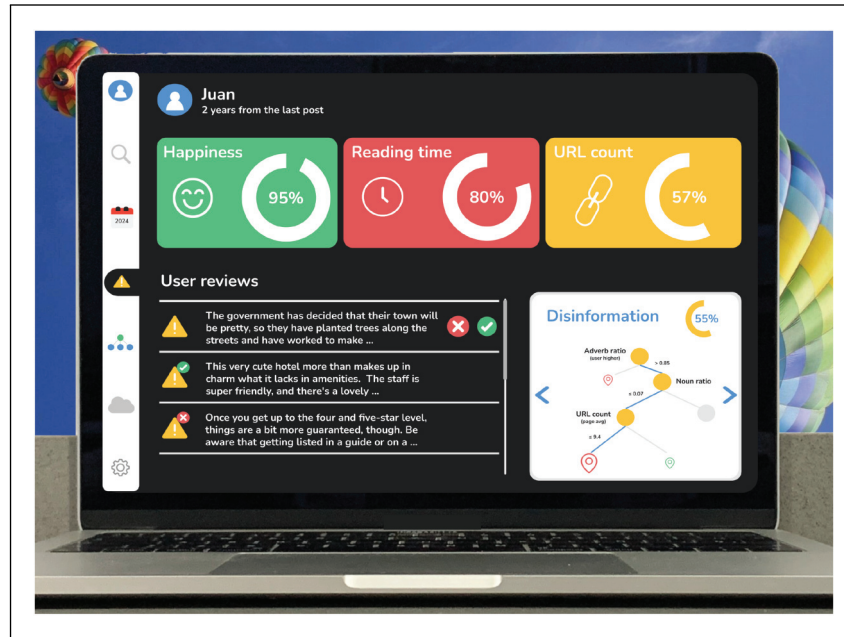 Juan
2 years from the last post
2024
Happiness
95%
Reading time
80%
URL count
57%
User reviews
The government has decided that their town will
be pretty, so they have planted trees along the
streets and have worked to make ...
This very cute hotel more than makes up in
charm what it lacks in amenities. The staff is
super friendly, and there's a lovely ...
Once you get up to the four and five-star level,
things are a bit more guaranteed, though. Be
aware that getting listed in a guide or on a ...
Disinformation
55%
Adverb ratio
(user higher)
> 0.85
Noun ratio
URL count
(page avg)